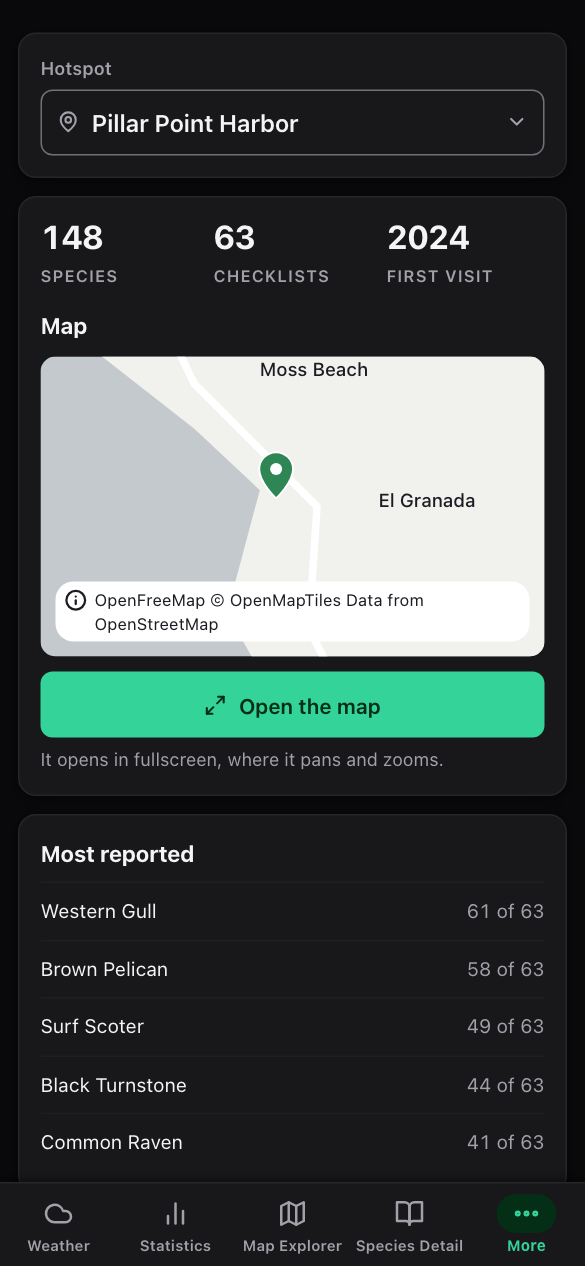 Hotspot
Pillar Point Harbor
148
SPECIES
63
CHECKLISTS
2024
FIRST VISIT
Map
Moss Beach
El Granada
OpenFreeMap © OpenMapTiles Data from
OpenStreetMap
Open the map
It opens in fullscreen, where it pans and zooms.
Most reported
Western Gull 61 of 63
Brown Pelican 58 of 63
Surf Scoter 49 of 63
Black Turnstone 44 of 63
Common Raven 41 of 63
Weather Statistics Map Explorer Species Detail More